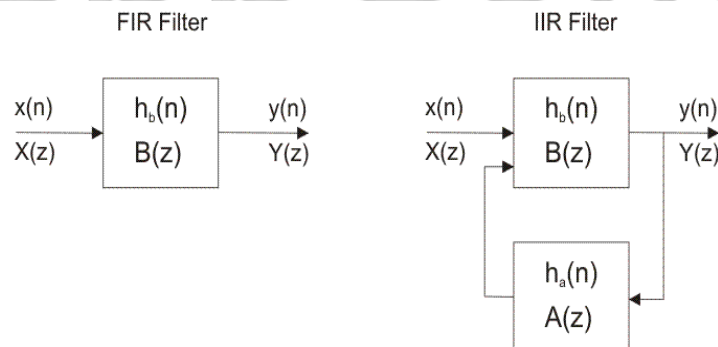 FIR Filter
x(n)
X(z)
h_b(n)
B(z)
y(n)
Y(z)
IIR Filter
x(n)
X(z)
h_b(n)
B(z)
y(n)
Y(z)
h_a(n)
A(z)